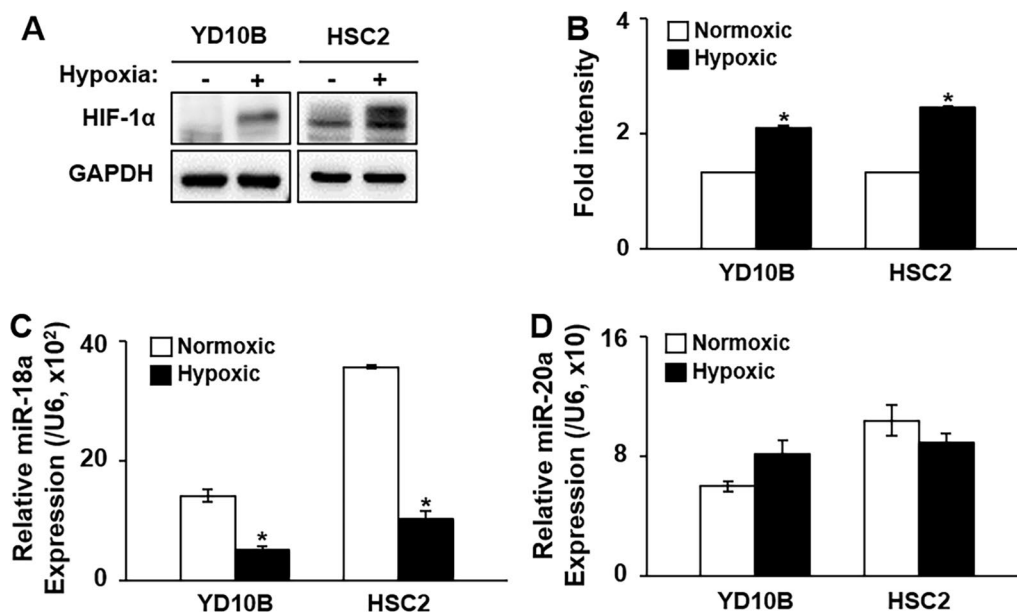 A
YD10B HSC2
Hypoxia: - + - +
HIF-1α
GAPDH
B
Normoxic
Hypoxic
Fold intensity
4
2
0
*
*
YD10B HSC2
C
Normoxic
Hypoxic
Relative miR-18a
Expression (/U6, x10²)
40
20
0
*
*
YD10B HSC2
D
Normoxic
Hypoxic
Relative miR-20a
Expression (/U6, x10)
16
8
0
YD10B HSC2